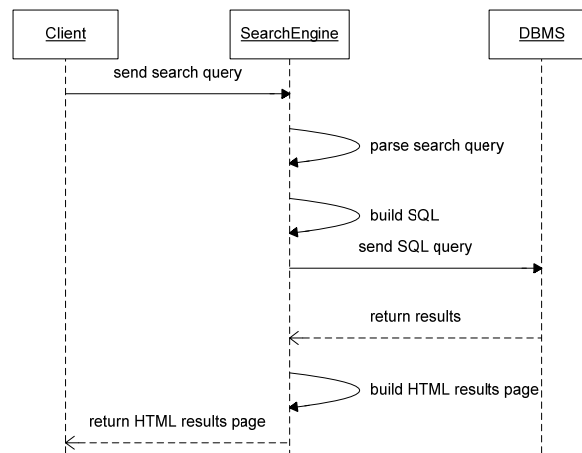 Client
SearchEngine
DBMS
send search query
parse search query
build SQL
send SQL query
return results
build HTML results page
return HTML results page